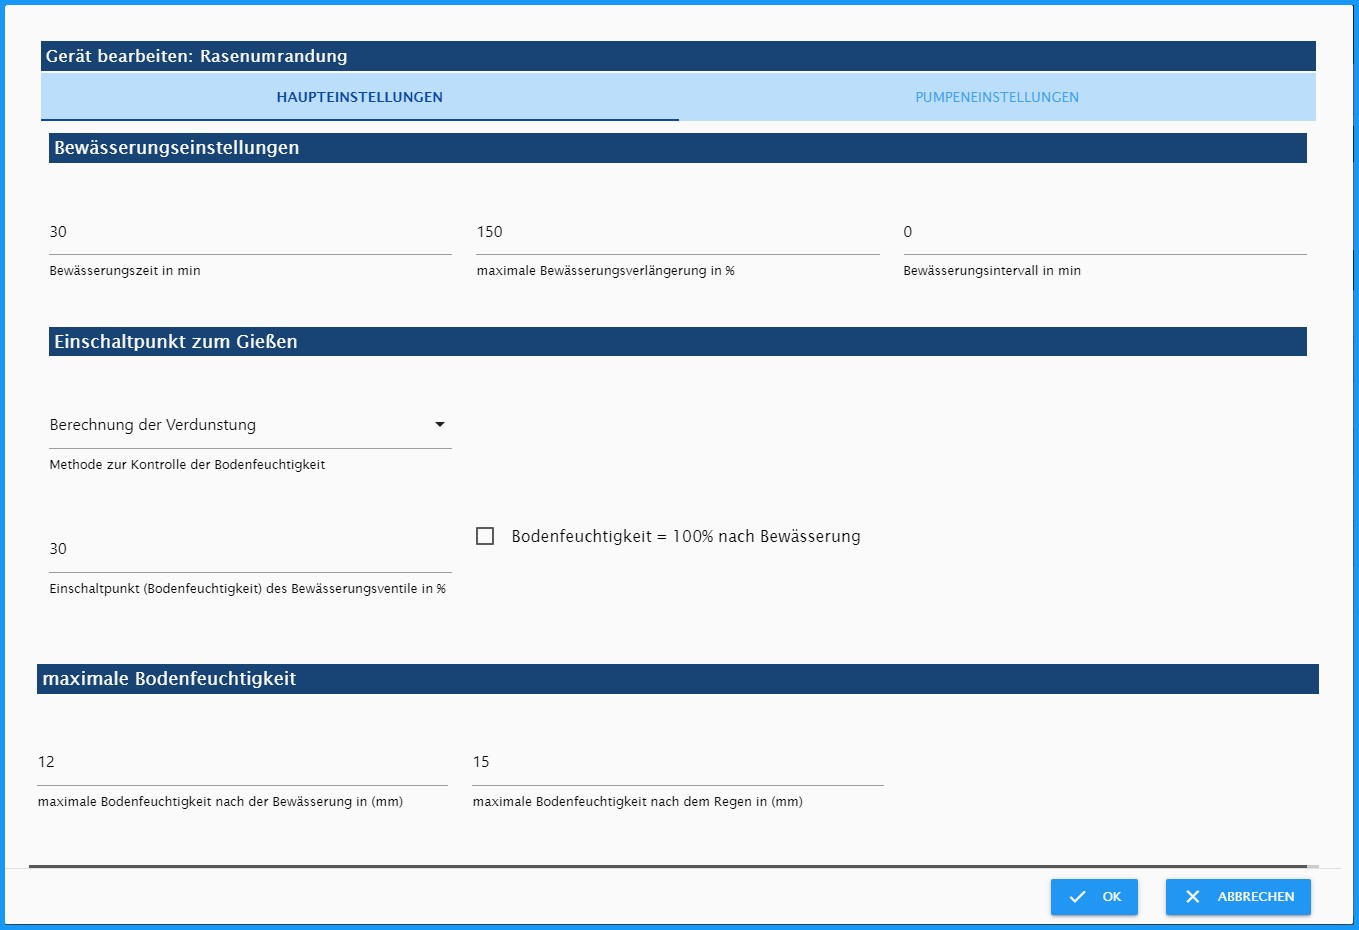 Gerät bearbeiten: Rasenumrandung
HAUPTEINSTELLUNGEN
PUMPENEINSTELLUNGEN
Bewässerungseinstellungen
30
150
0
Bewässerungszeit in min
maximale Bewässerungsverlängerung in %
Bewässerungsintervall in min
Einschaltpunkt zum Gießen
Berechnung der Verdunstung
Methode zur Kontrolle der Bodenfeuchtigkeit
Bodenfeuchtigkeit = 100% nach Bewässerung
30
Einschaltpunkt (Bodenfeuchtigkeit) des Bewässerungsventile in %
maximale Bodenfeuchtigkeit
12
15
maximale Bodenfeuchtigkeit nach der Bewässerung in (mm)
maximale Bodenfeuchtigkeit nach dem Regen in (mm)
OK
ABBRECHEN